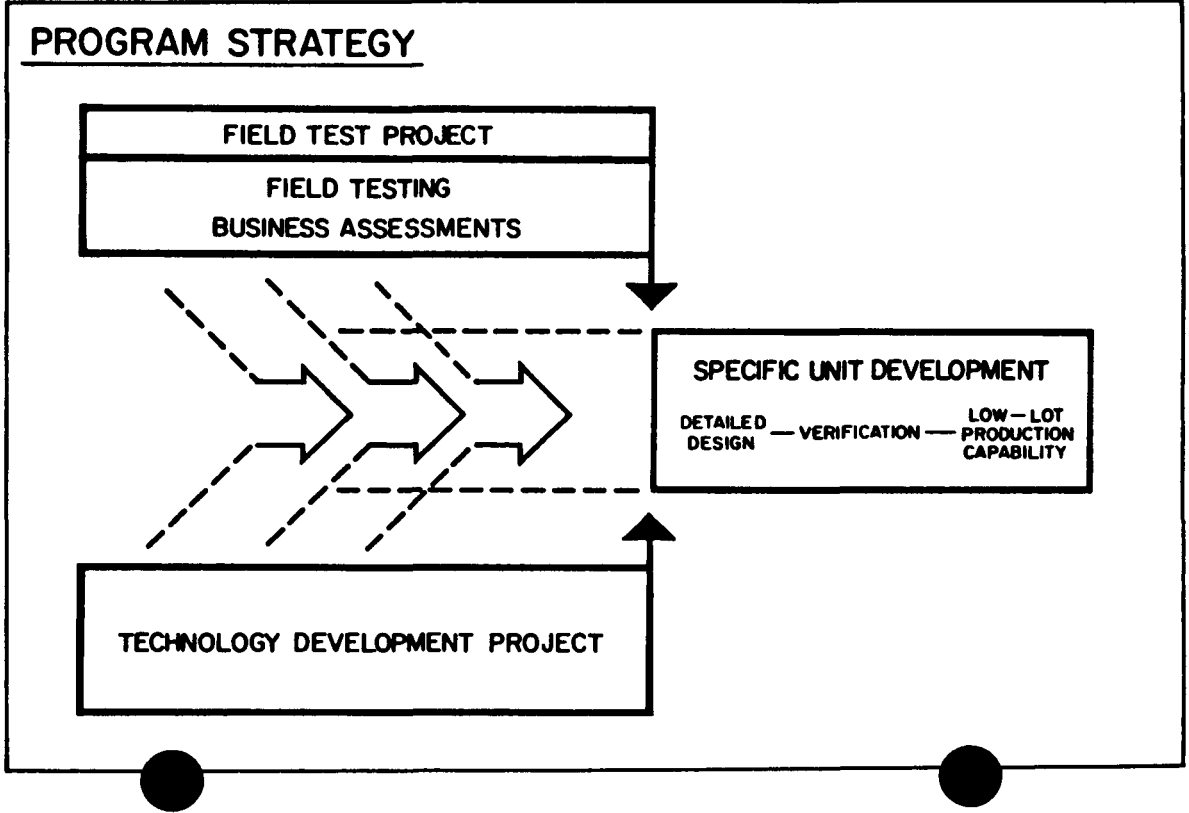 PROGRAM STRATEGY
FIELD TEST PROJECT
FIELD TESTING
BUSINESS ASSESSMENTS
SPECIFIC UNIT DEVELOPMENT
DETAILED DESIGN — VERIFICATION — LOW-LOT PRODUCTION CAPABILITY
TECHNOLOGY DEVELOPMENT PROJECT